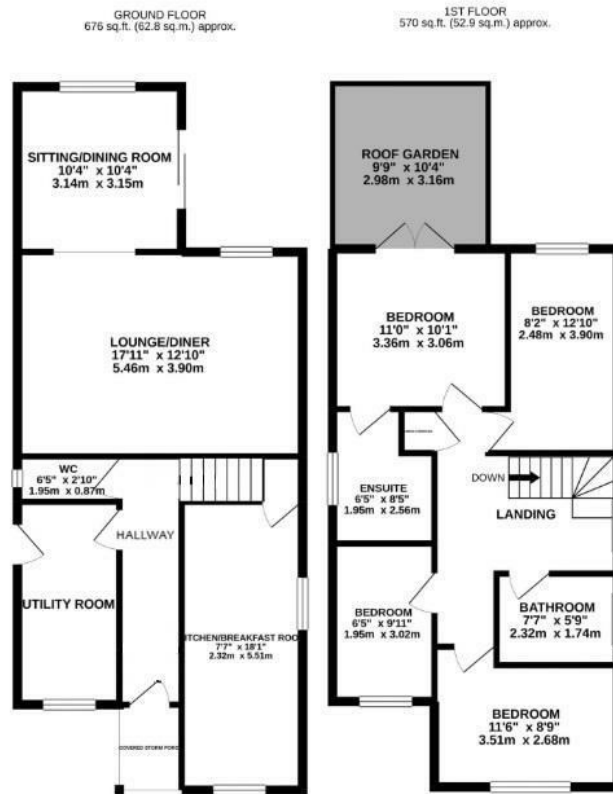 GROUND FLOOR
676 sq.ft. (62.8 sq.m.) approx.
1ST FLOOR
570 sq.ft. (52.9 sq.m.) approx.
SITTING/DINING ROOM
10'4" x 10'4"
3.14m x 3.15m
LOUNGE/DINER
17'11" x 12'10"
5.46m x 3.90m
WC
6'5" x 2'10"
1.95m x 0.87m
HALLWAY
UTILITY ROOM
ITCHEN/BREAKFAST ROO
7'7" x 18'1"
2.32m x 5.51m
COVERED STORM PORC
ROOF GARDEN
9'9" x 10'4"
2.98m x 3.16m
BEDROOM
11'0" x 10'1"
3.36m x 3.06m
BEDROOM
8'2" x 12'10"
2.48m x 3.90m
ENSUITE
6'5" x 8'5"
1.95m x 2.56m
DOWN
LANDING
BEDROOM
6'5" x 9'11"
1.95m x 3.02m
BATHROOM
7'7" x 5'9"
2.32m x 1.74m
BEDROOM
11'6" x 8'9"
3.51m x 2.68m